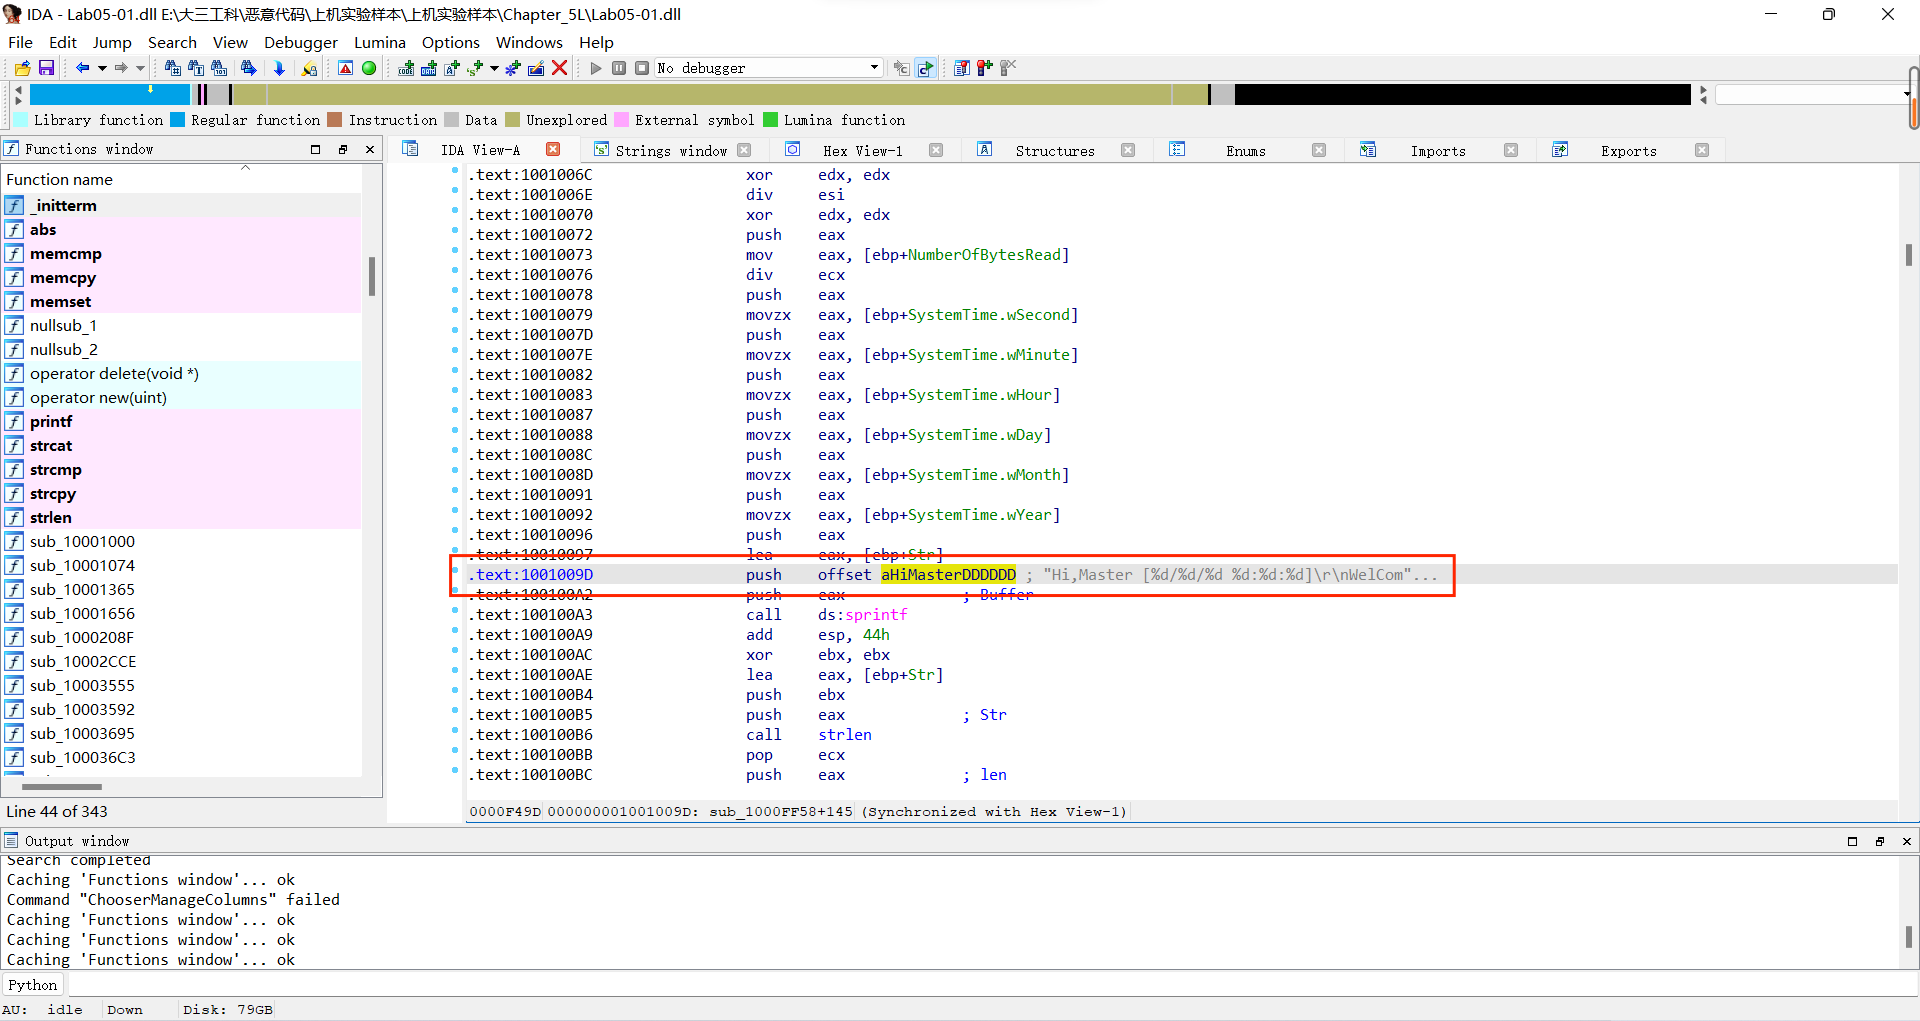 IDA - Lab05-01.dll E:\大三工科\恶意代码\上机实验样本\上机实验样本\Chapter_5L\Lab05-01.dll
File Edit Jump Search View Debugger Lumina Options Windows Help
No debugger
Library function Regular function Instruction Data Unexplored External symbol Lumina function
Functions window
IDA View-A Strings window Hex View-1 Structures Enums Imports Exports
Function name
_initterm
abs
memcmp
memcpy
memset
nullsub_1
nullsub_2
operator delete(void *)
operator new(uint)
printf
strcat
strcmp
strcpy
strlen
sub_10001000
sub_10001074
sub_10001365
sub_10001656
sub_1000208F
sub_10002CCE
sub_10003555
sub_10003592
sub_10003695
sub_100036C3
Line 44 of 343
.text:1001006C xor edx, edx
.text:1001006E div esi
.text:10010070 xor edx, edx
.text:10010072 push eax
.text:10010073 mov eax, [ebp+NumberOfBytesRead]
.text:10010076 div ecx
.text:10010078 push eax
.text:10010079 movzx eax, [ebp+SystemTime.wSecond]
.text:1001007D push eax
.text:1001007E movzx eax, [ebp+SystemTime.wMinute]
.text:10010082 push eax
.text:10010083 movzx eax, [ebp+SystemTime.wHour]
.text:10010087 push eax
.text:10010088 movzx eax, [ebp+SystemTime.wDay]
.text:1001008C push eax
.text:1001008D movzx eax, [ebp+SystemTime.wMonth]
.text:10010091 push eax
.text:10010092 movzx eax, [ebp+SystemTime.wYear]
.text:10010096 push eax
.text:10010097 lea eax, [ebp+Str]
.text:1001009D push offset aHiMasterDDDDDD ; "Hi,Master [%d/%d/%d %d:%d:%d]\r\nWelCom"...
.text:100100A2 push eax ; Buffer
.text:100100A3 call ds:sprintf
.text:100100A9 add esp, 44h
.text:100100AC xor ebx, ebx
.text:100100AE lea eax, [ebp+Str]
.text:100100B4 push ebx
.text:100100B5 push eax ; Str
.text:100100B6 call strlen
.text:100100BB pop ecx
.text:100100BC push eax ; len
0000F49D 000000001001009D: sub_1000FF58+145 (Synchronized with Hex View-1)
Output window
Search completed
Caching 'Functions window'... ok
Command "ChooserManageColumns" failed
Caching 'Functions window'... ok
Caching 'Functions window'... ok
Caching 'Functions window'... ok
Python
AU: idle Down Disk: 79GB